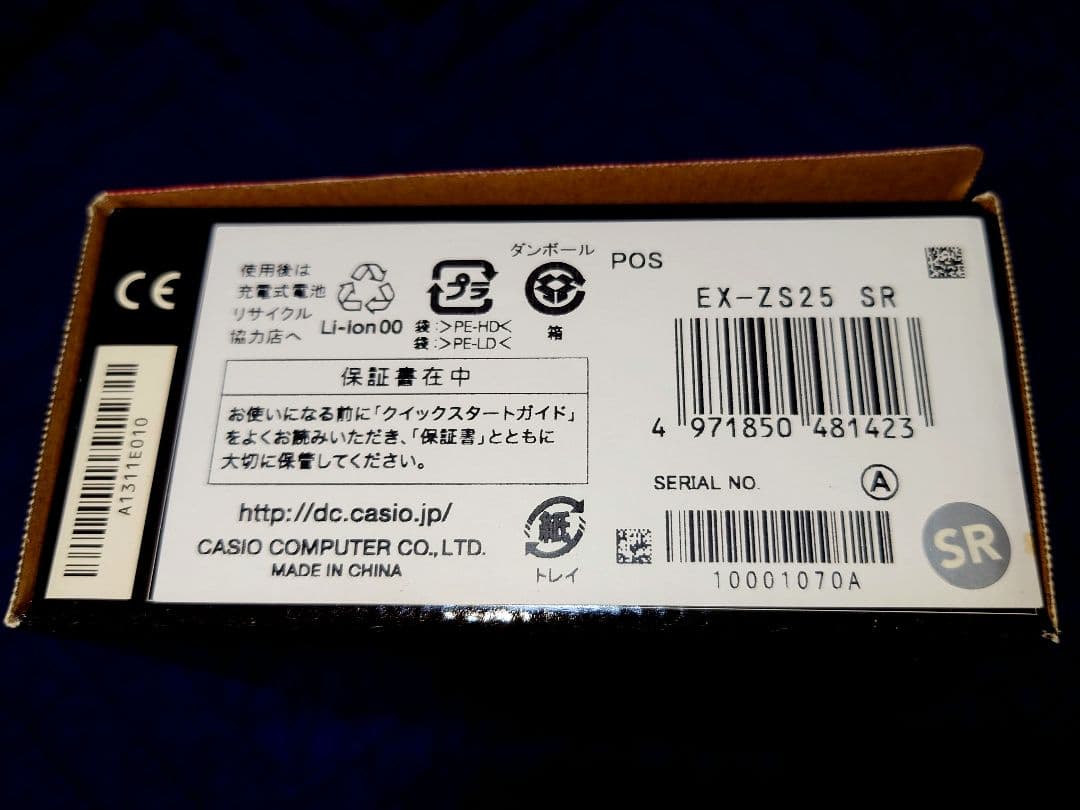 CE
A1311E010
使用後は
充電式電池
リサイクル
協力店へ
Li-ion 00
プラ
袋:>PE-HD<
袋:>PE-LD<
ダンボール
箱
POS
EX-ZS25 SR
4 971850 481423
保証書在中
お使いになる前に「クイックスタートガイド」
をよくお読みいただき、「保証書」とともに
大切に保管してください。
http://dc.casio.jp/
CASIO COMPUTER CO., LTD.
MADE IN CHINA
紙
トレイ
SERIAL NO.
A
10001070A
SR